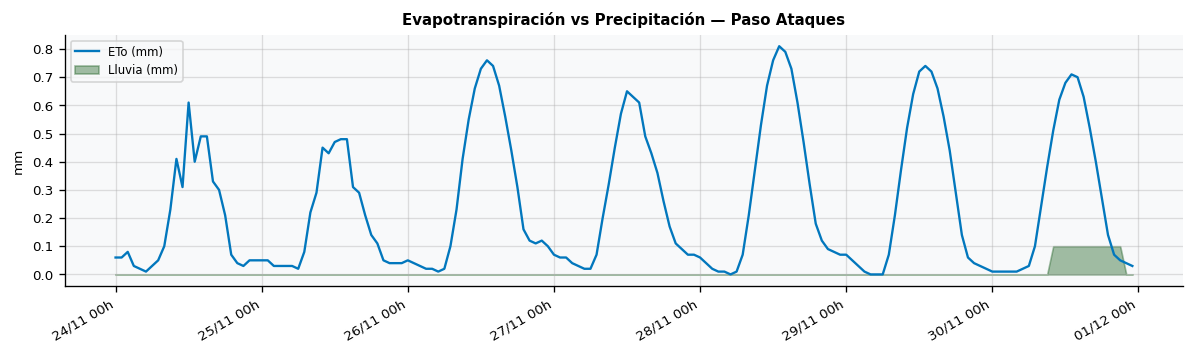 Evapotranspiración vs Precipitación — Paso Ataques
ETo (mm)
Lluvia (mm)
mm
0.8
0.7
0.6
0.5
0.4
0.3
0.2
0.1
0.0
24/11 00h
25/11 00h
26/11 00h
27/11 00h
28/11 00h
29/11 00h
30/11 00h
01/12 00h